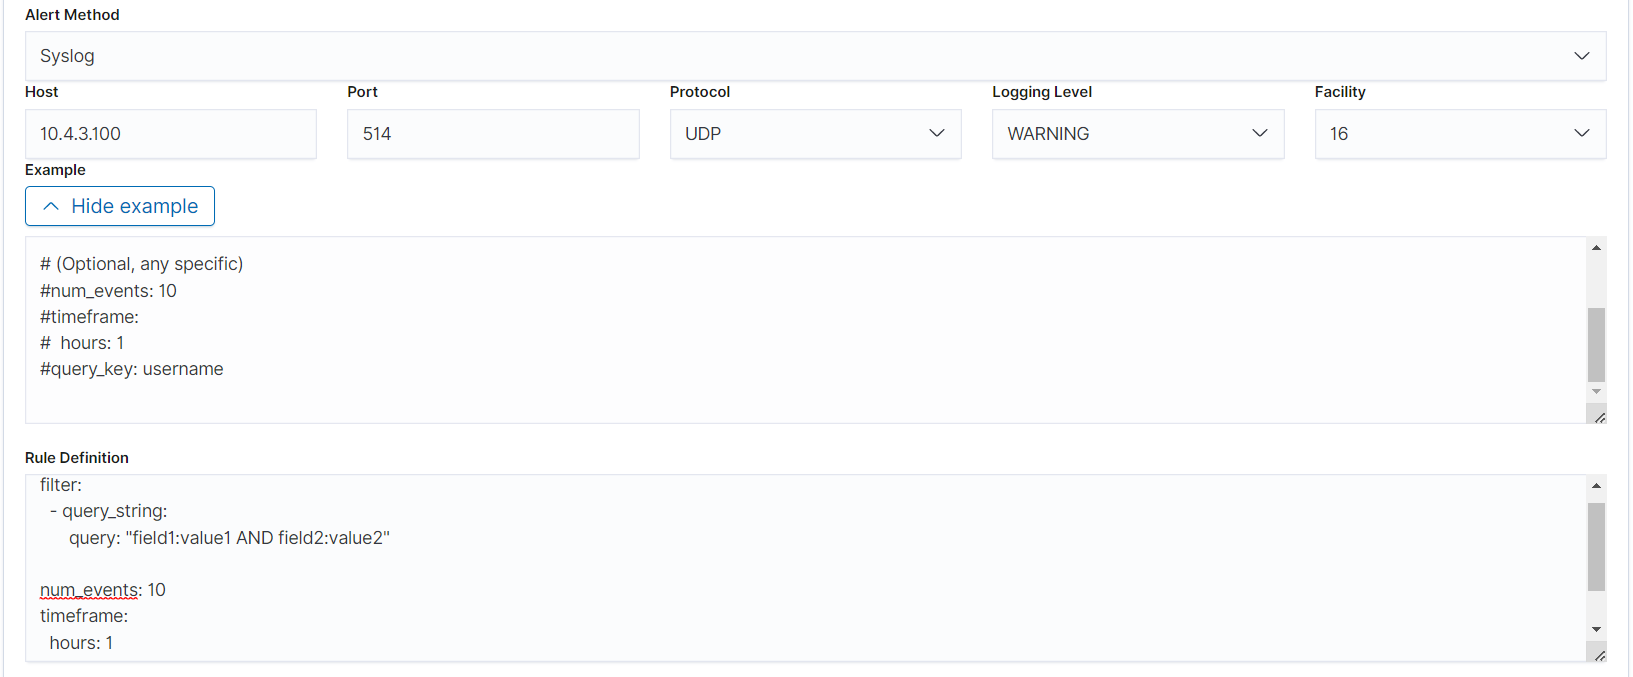 Alert Method
Syslog
Host Port Protocol Logging Level Facility
10.4.3.100 514 UDP WARNING 16
Example
Hide example
# (Optional, any specific)
#num_events: 10
#timeframe:
#  hours: 1
#query_key: username
Rule Definition
filter:
  - query_string:
      query: "field1:value1 AND field2:value2"
num_events: 10
timeframe:
  hours: 1